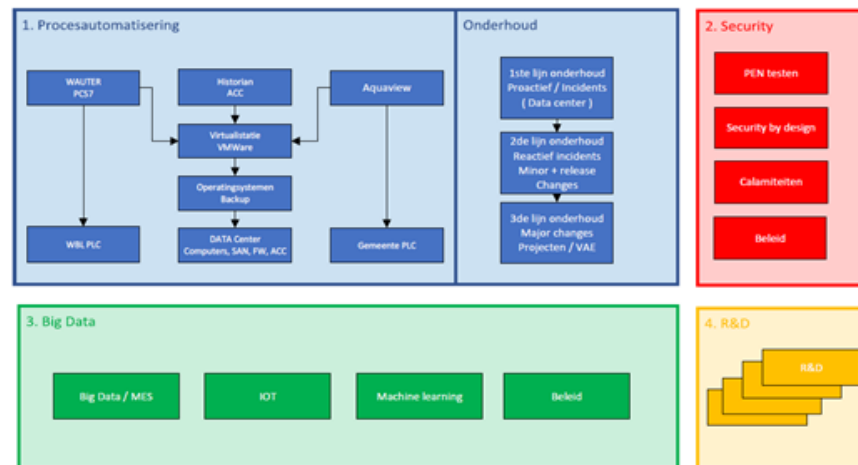 1. Procesautomatisering
WAUTER
PCS7
Historian
ACC
Aquaview
Virtualistatie
VMWare
Operatingsystemen
Backup
WBL PLC
DATA Center
Computers, SAN, FW, ACC
Gemeente PLC
Onderhoud
1ste lijn onderhoud
Proactief / Incidents
( Data center )
2de lijn onderhoud
Reactief incidents
Minor + release
Changes
3de lijn onderhoud
Major changes
Projecten / VAE
2. Security
PEN testen
Security by design
Calamiteiten
Beleid
3. Big Data
Big Data / MES
IOT
Machine learning
Beleid
4. R&D
R&D